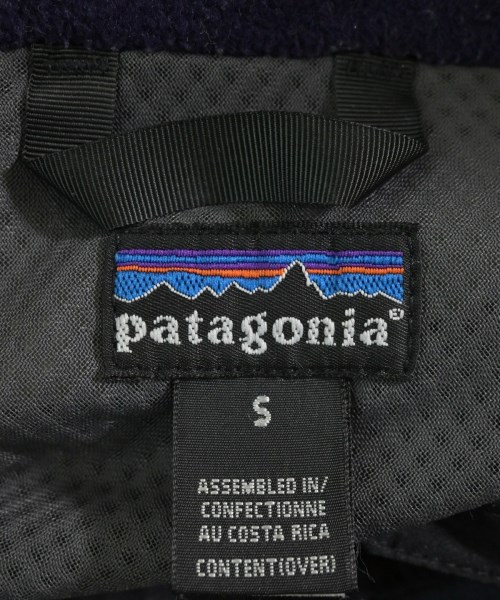 patagonia®
S
ASSEMBLED IN/
CONFECTIONNE
AU COSTA RICA
CONTENT(OVER)